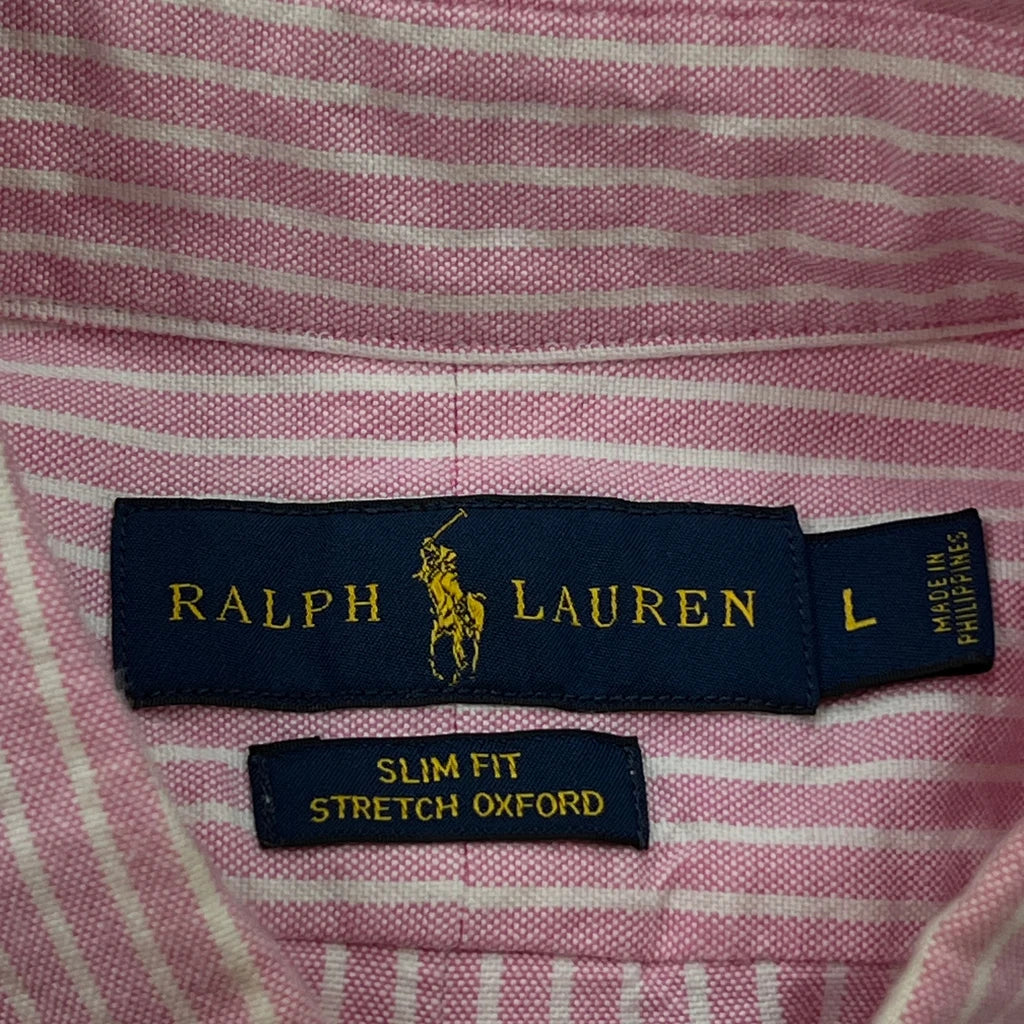 RALPH LAUREN
L
MADE IN
PHILIPPINES
SLIM FIT
STRETCH OXFORD